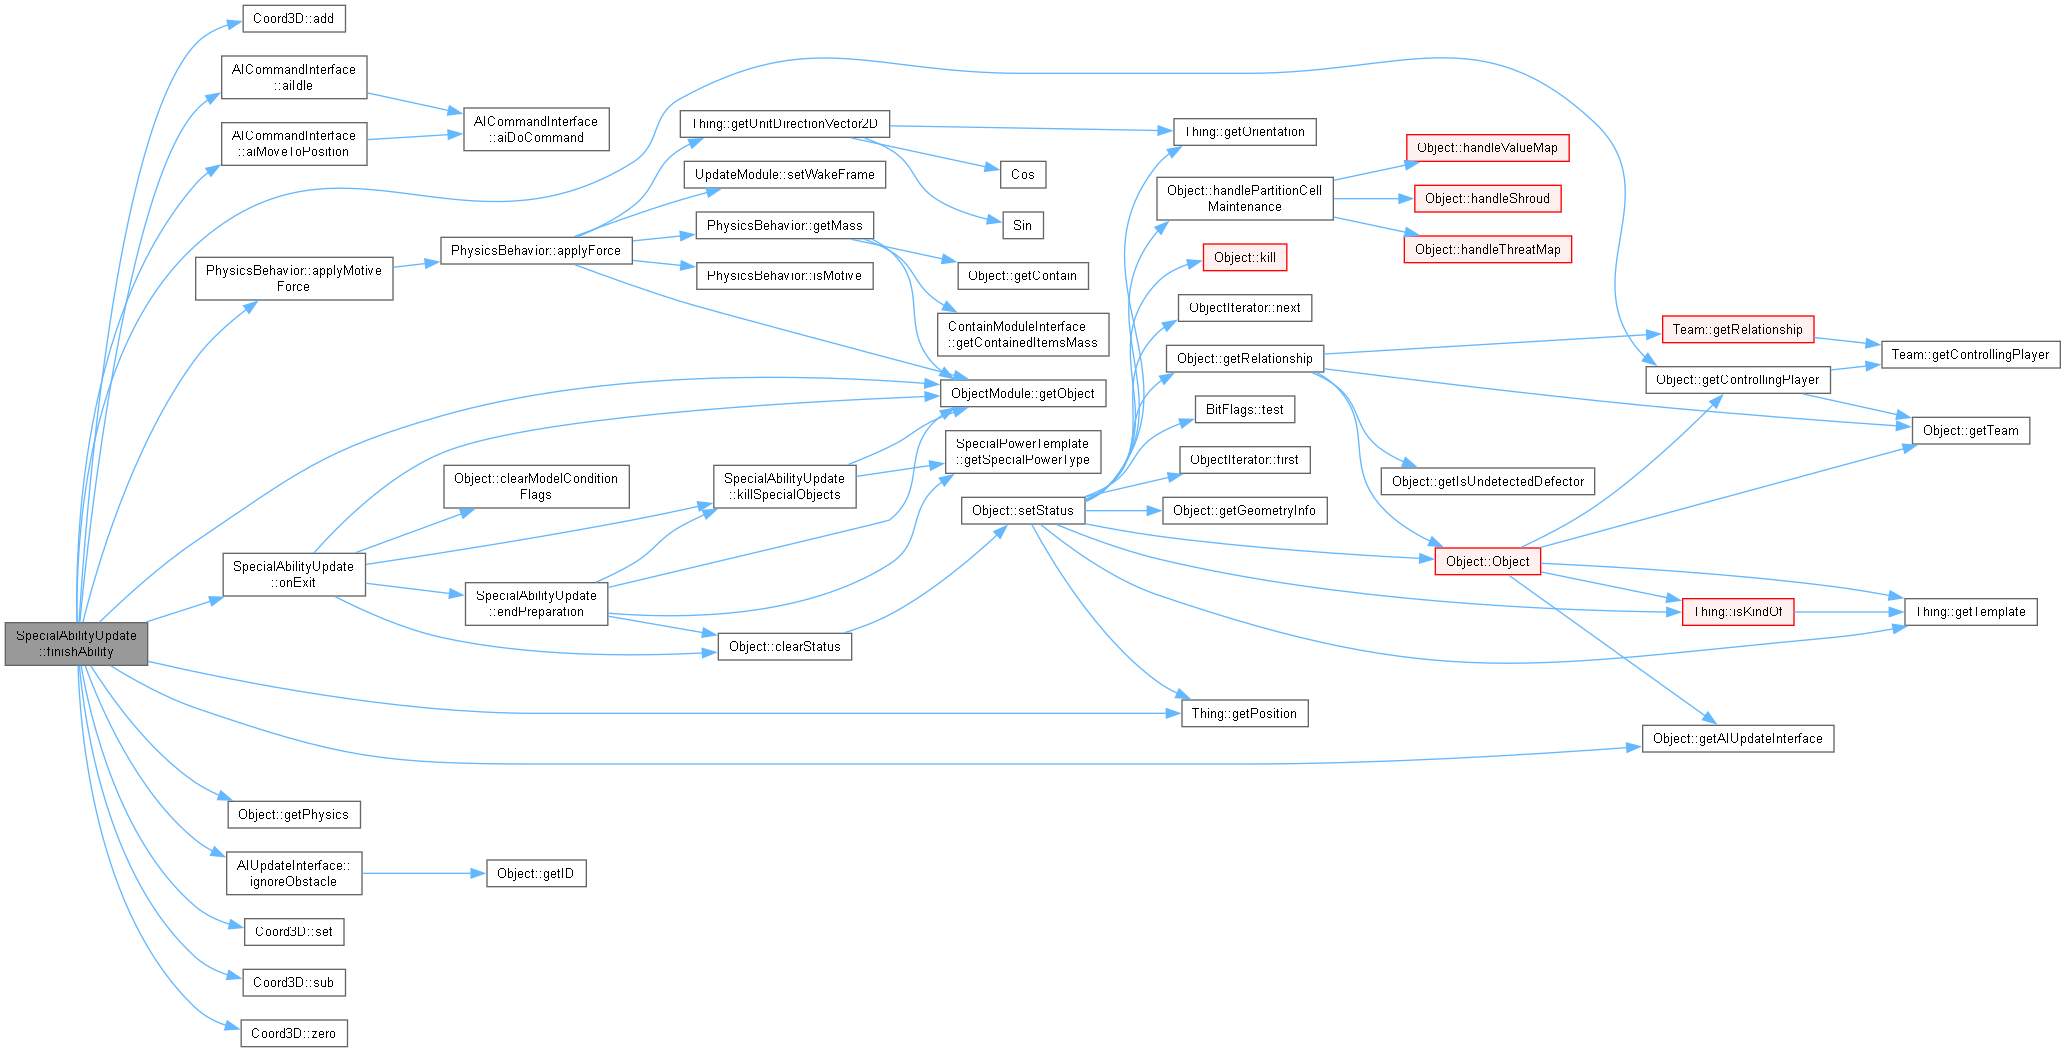 SpecialAbilityUpdate
::finishAbility
Coord3D::add
AICommandInterface
::aiIdle
AICommandInterface
::aiMoveToPosition
AICommandInterface
::aiDoCommand
PhysicsBehavior::applyMotive
Force
PhysicsBehavior::applyForce
Thing::getUnitDirectionVector2D
UpdateModule::setWakeFrame
PhysicsBehavior::getMass
PhysicsBehavior::isMotive
Thing::getOrientation
Cos
Sin
Object::getContain
ContainModuleInterface
::getContainedItemsMass
ObjectModule::getObject
SpecialPowerTemplate
::getSpecialPowerType
SpecialAbilityUpdate
::onExit
Object::clearModelCondition
Flags
SpecialAbilityUpdate
::killSpecialObjects
SpecialAbilityUpdate
::endPreparation
Object::clearStatus
Object::setStatus
Object::handlePartitionCell
Maintenance
Object::handleValueMap
Object::handleShroud
Object::handleThreatMap
Object::kill
ObjectIterator::next
Object::getRelationship
BitFlags::test
ObjectIterator::first
Object::getGeometryInfo
Team::getRelationship
Team::getControllingPlayer
Object::getControllingPlayer
Object::getTeam
Object::getIsUndetectedDefector
Object::Object
Thing::isKindOf
Thing::getTemplate
Thing::getPosition
Object::getAIUpdateInterface
Object::getPhysics
AIUpdateInterface::
ignoreObstacle
Object::getID
Coord3D::set
Coord3D::sub
Coord3D::zero